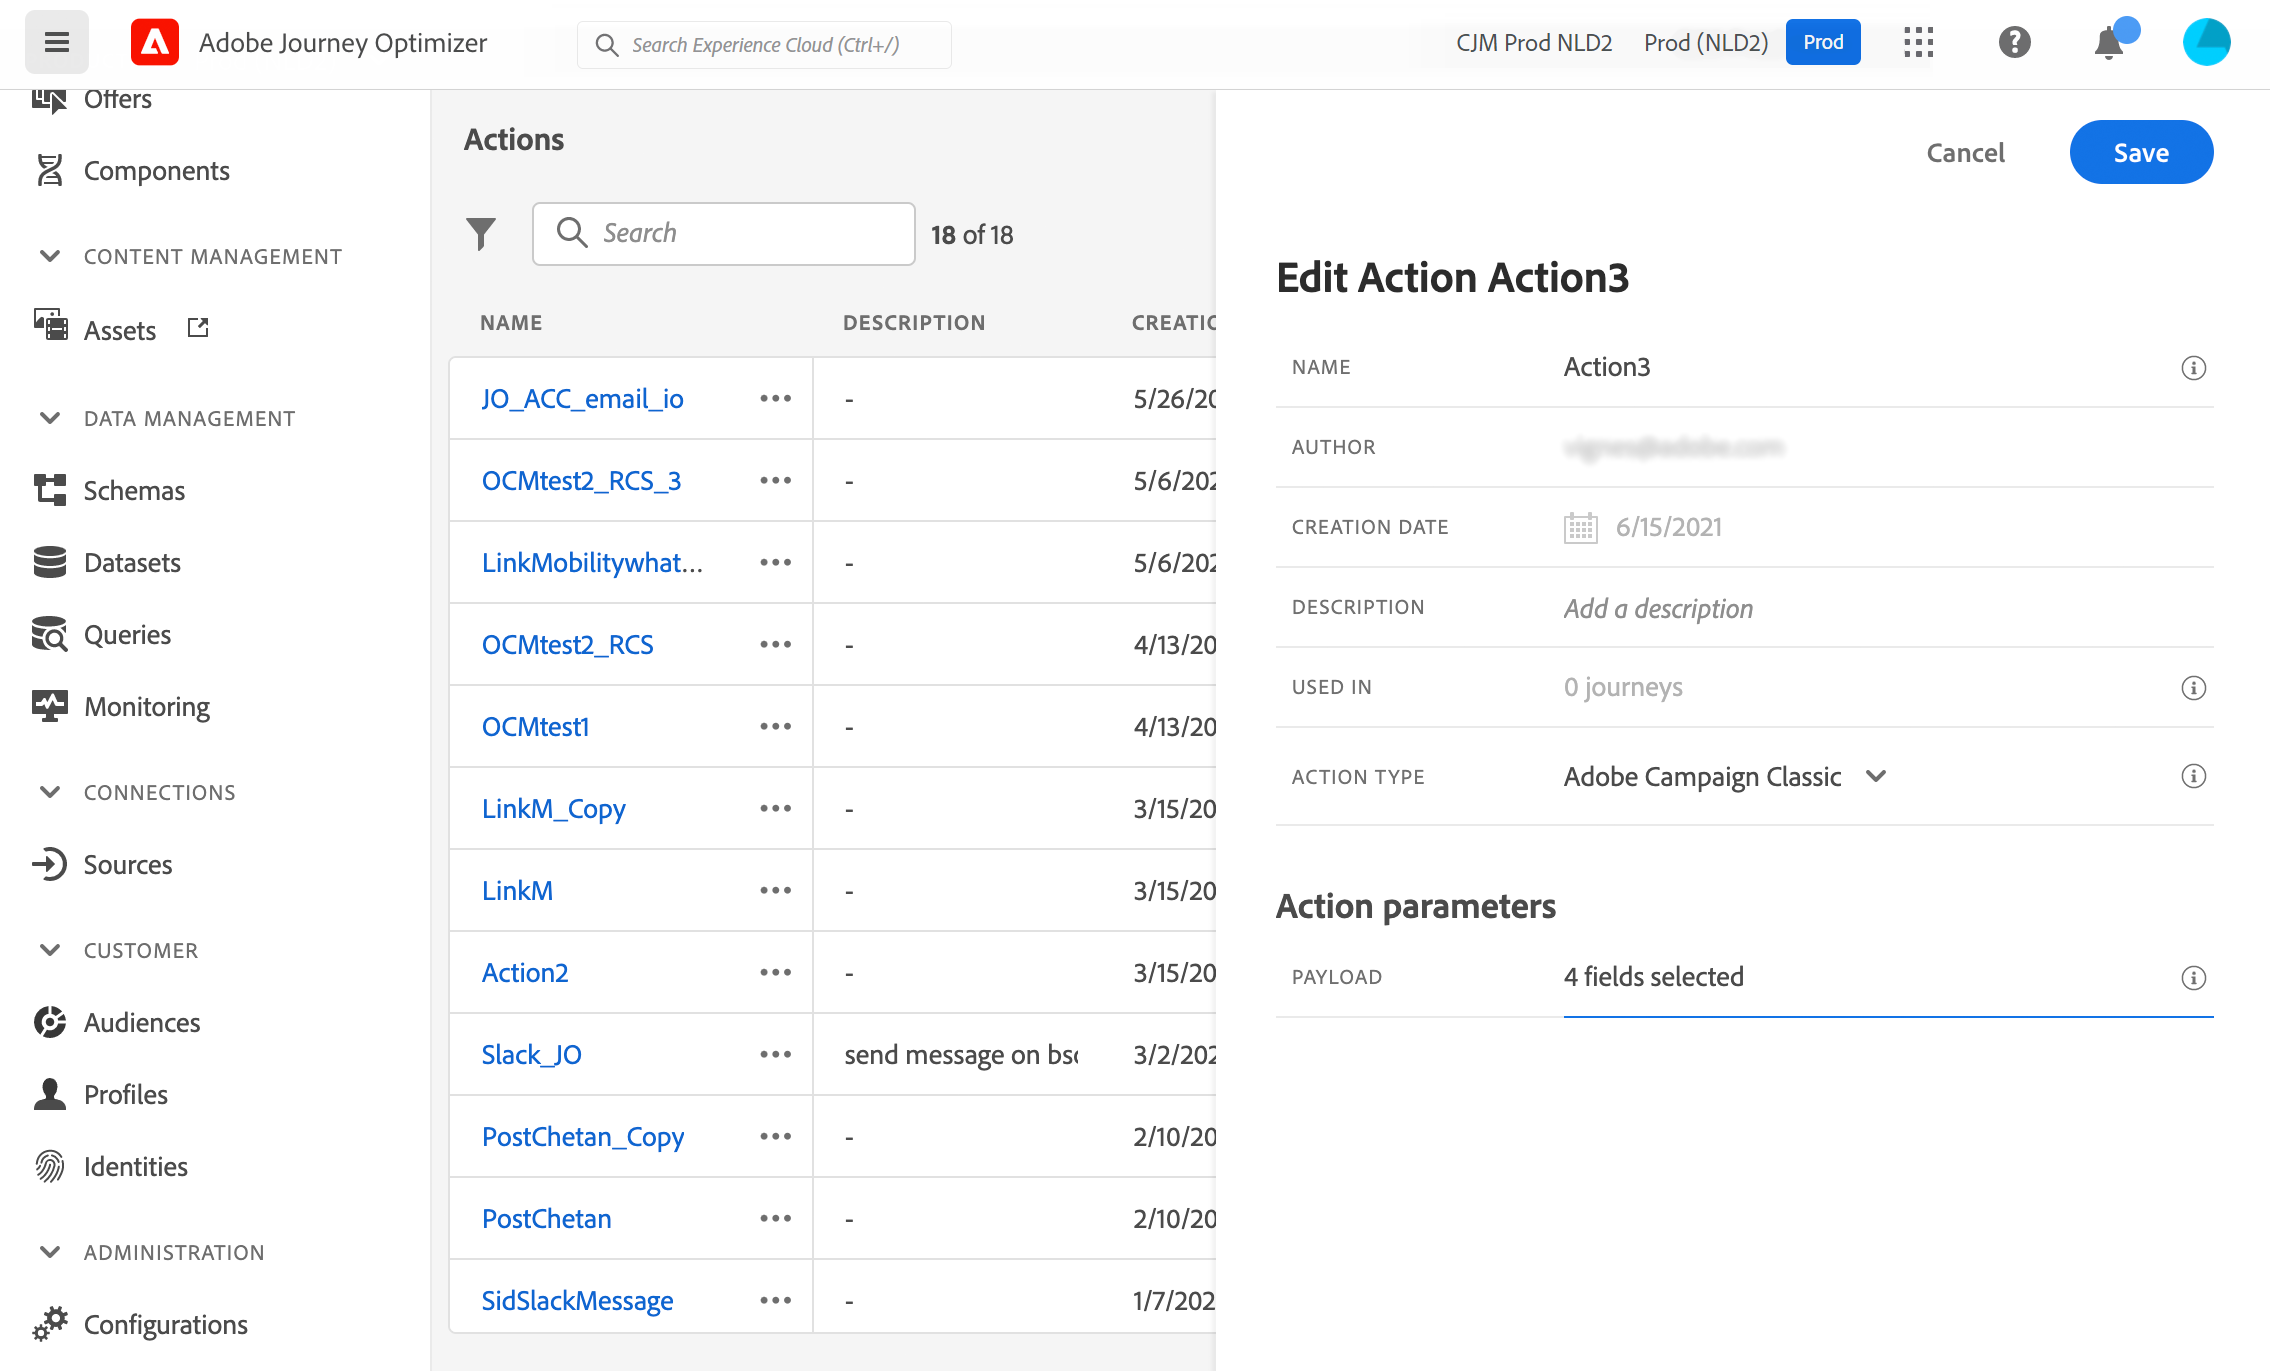 Adobe Journey Optimizer
Search Experience Cloud (Ctrl+/)
CJM Prod NLD2
Prod (NLD2)
Prod
Offers
Components
CONTENT MANAGEMENT
Assets
DATA MANAGEMENT
Schemas
Datasets
Queries
Monitoring
CONNECTIONS
Sources
CUSTOMER
Audiences
Profiles
Identities
ADMINISTRATION
Configurations
Actions
Search
18 of 18
NAME DESCRIPTION CREATIO
JO_ACC_email_io - 5/26/20
OCMtest2_RCS_3 - 5/6/202
LinkMobilitywhat... - 5/6/202
OCMtest2_RCS - 4/13/20
OCMtest1 - 4/13/20
LinkM_Copy - 3/15/20
LinkM - 3/15/20
Action2 - 3/15/20
Slack_JO send message on bs 3/2/202
PostChetan_Copy - 2/10/20
PostChetan - 2/10/20
SidSlackMessage - 1/7/202
Cancel
Save
Edit Action Action3
NAME Action3
AUTHOR
CREATION DATE 6/15/2021
DESCRIPTION Add a description
USED IN 0 journeys
ACTION TYPE Adobe Campaign Classic
Action parameters
PAYLOAD 4 fields selected